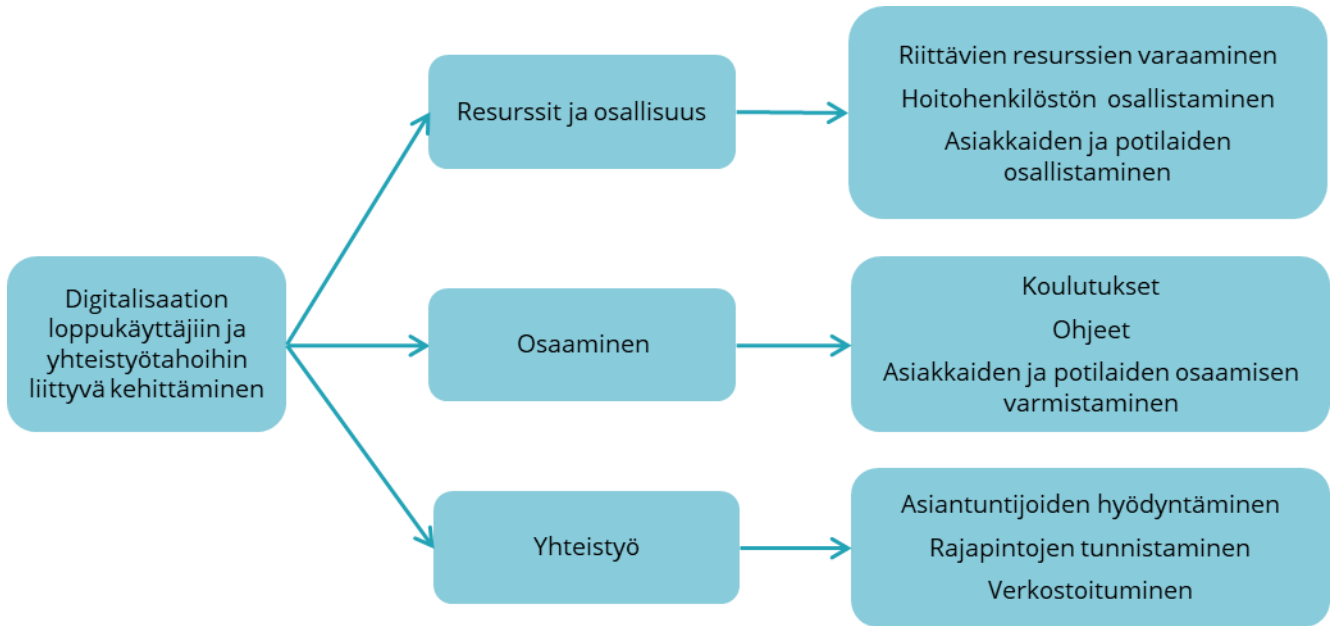 Digitalisaation
loppukäyttäjiin ja
yhteistyötahoihin
liittyvä kehittäminen
Resurssit ja osallisuus
Riittävien resurssien varaaminen
Hoitohenkilöstön osallistaminen
Asiakkaiden ja potilaiden
osallistaminen
Osaaminen
Koulutukset
Ohjeet
Asiakkaiden ja potilaiden osaamisen
varmistaminen
Yhteistyö
Asiantuntijoiden hyödyntäminen
Rajapintojen tunnistaminen
Verkostoituminen